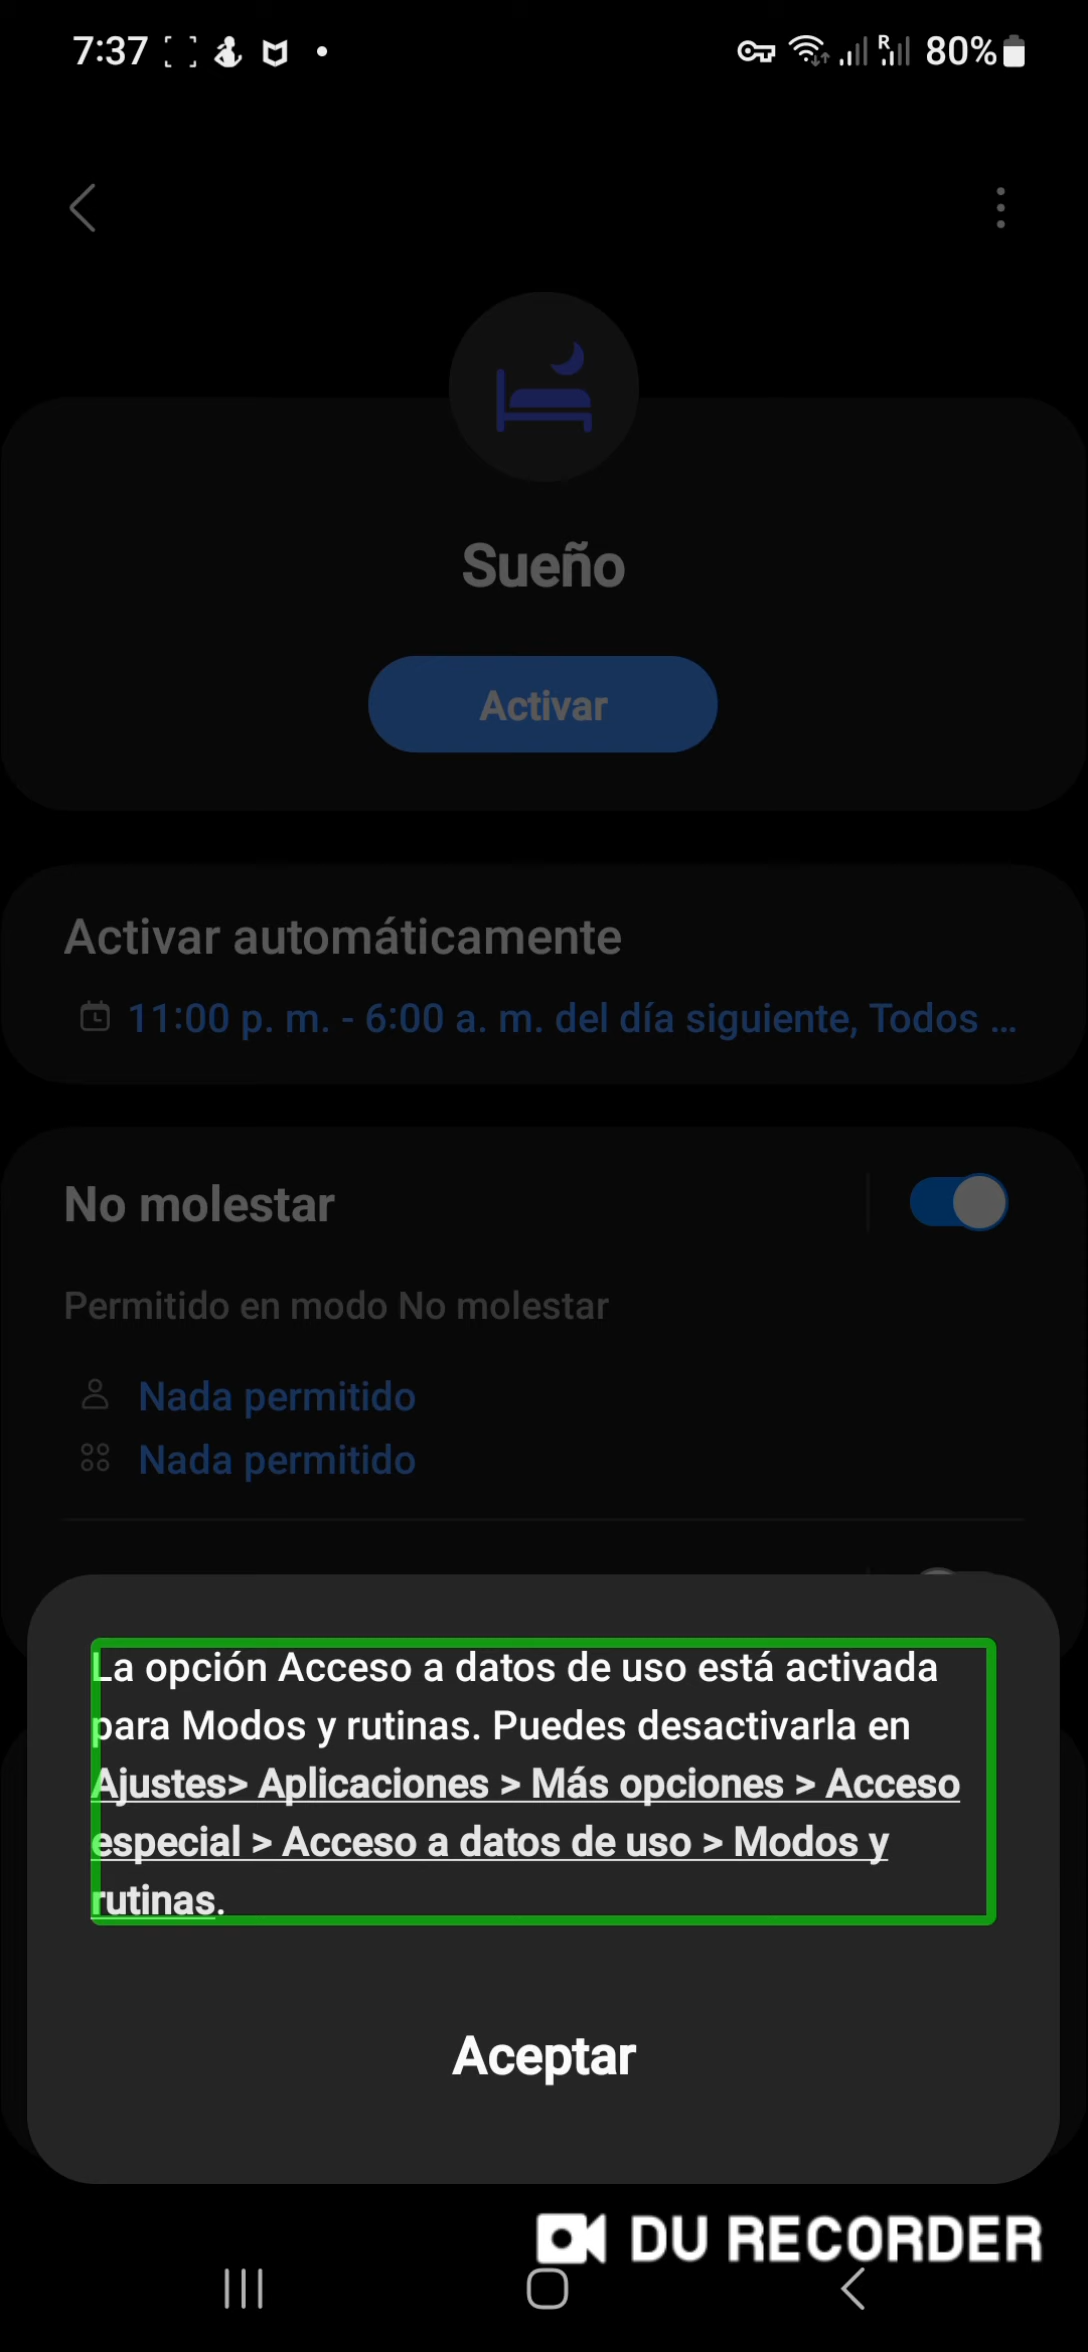 7:37
R 80%
Sueño
Activar
Activar automáticamente
11:00 p. m. - 6:00 a. m. del día siguiente, Todos ...
No molestar
Permitido en modo No molestar
Nada permitido
Nada permitido
La opción Acceso a datos de uso está activada
para Modos y rutinas. Puedes desactivarla en
Ajustes> Aplicaciones > Más opciones > Acceso
especial > Acceso a datos de uso > Modos y
rutinas.
Aceptar
DU RECORDER